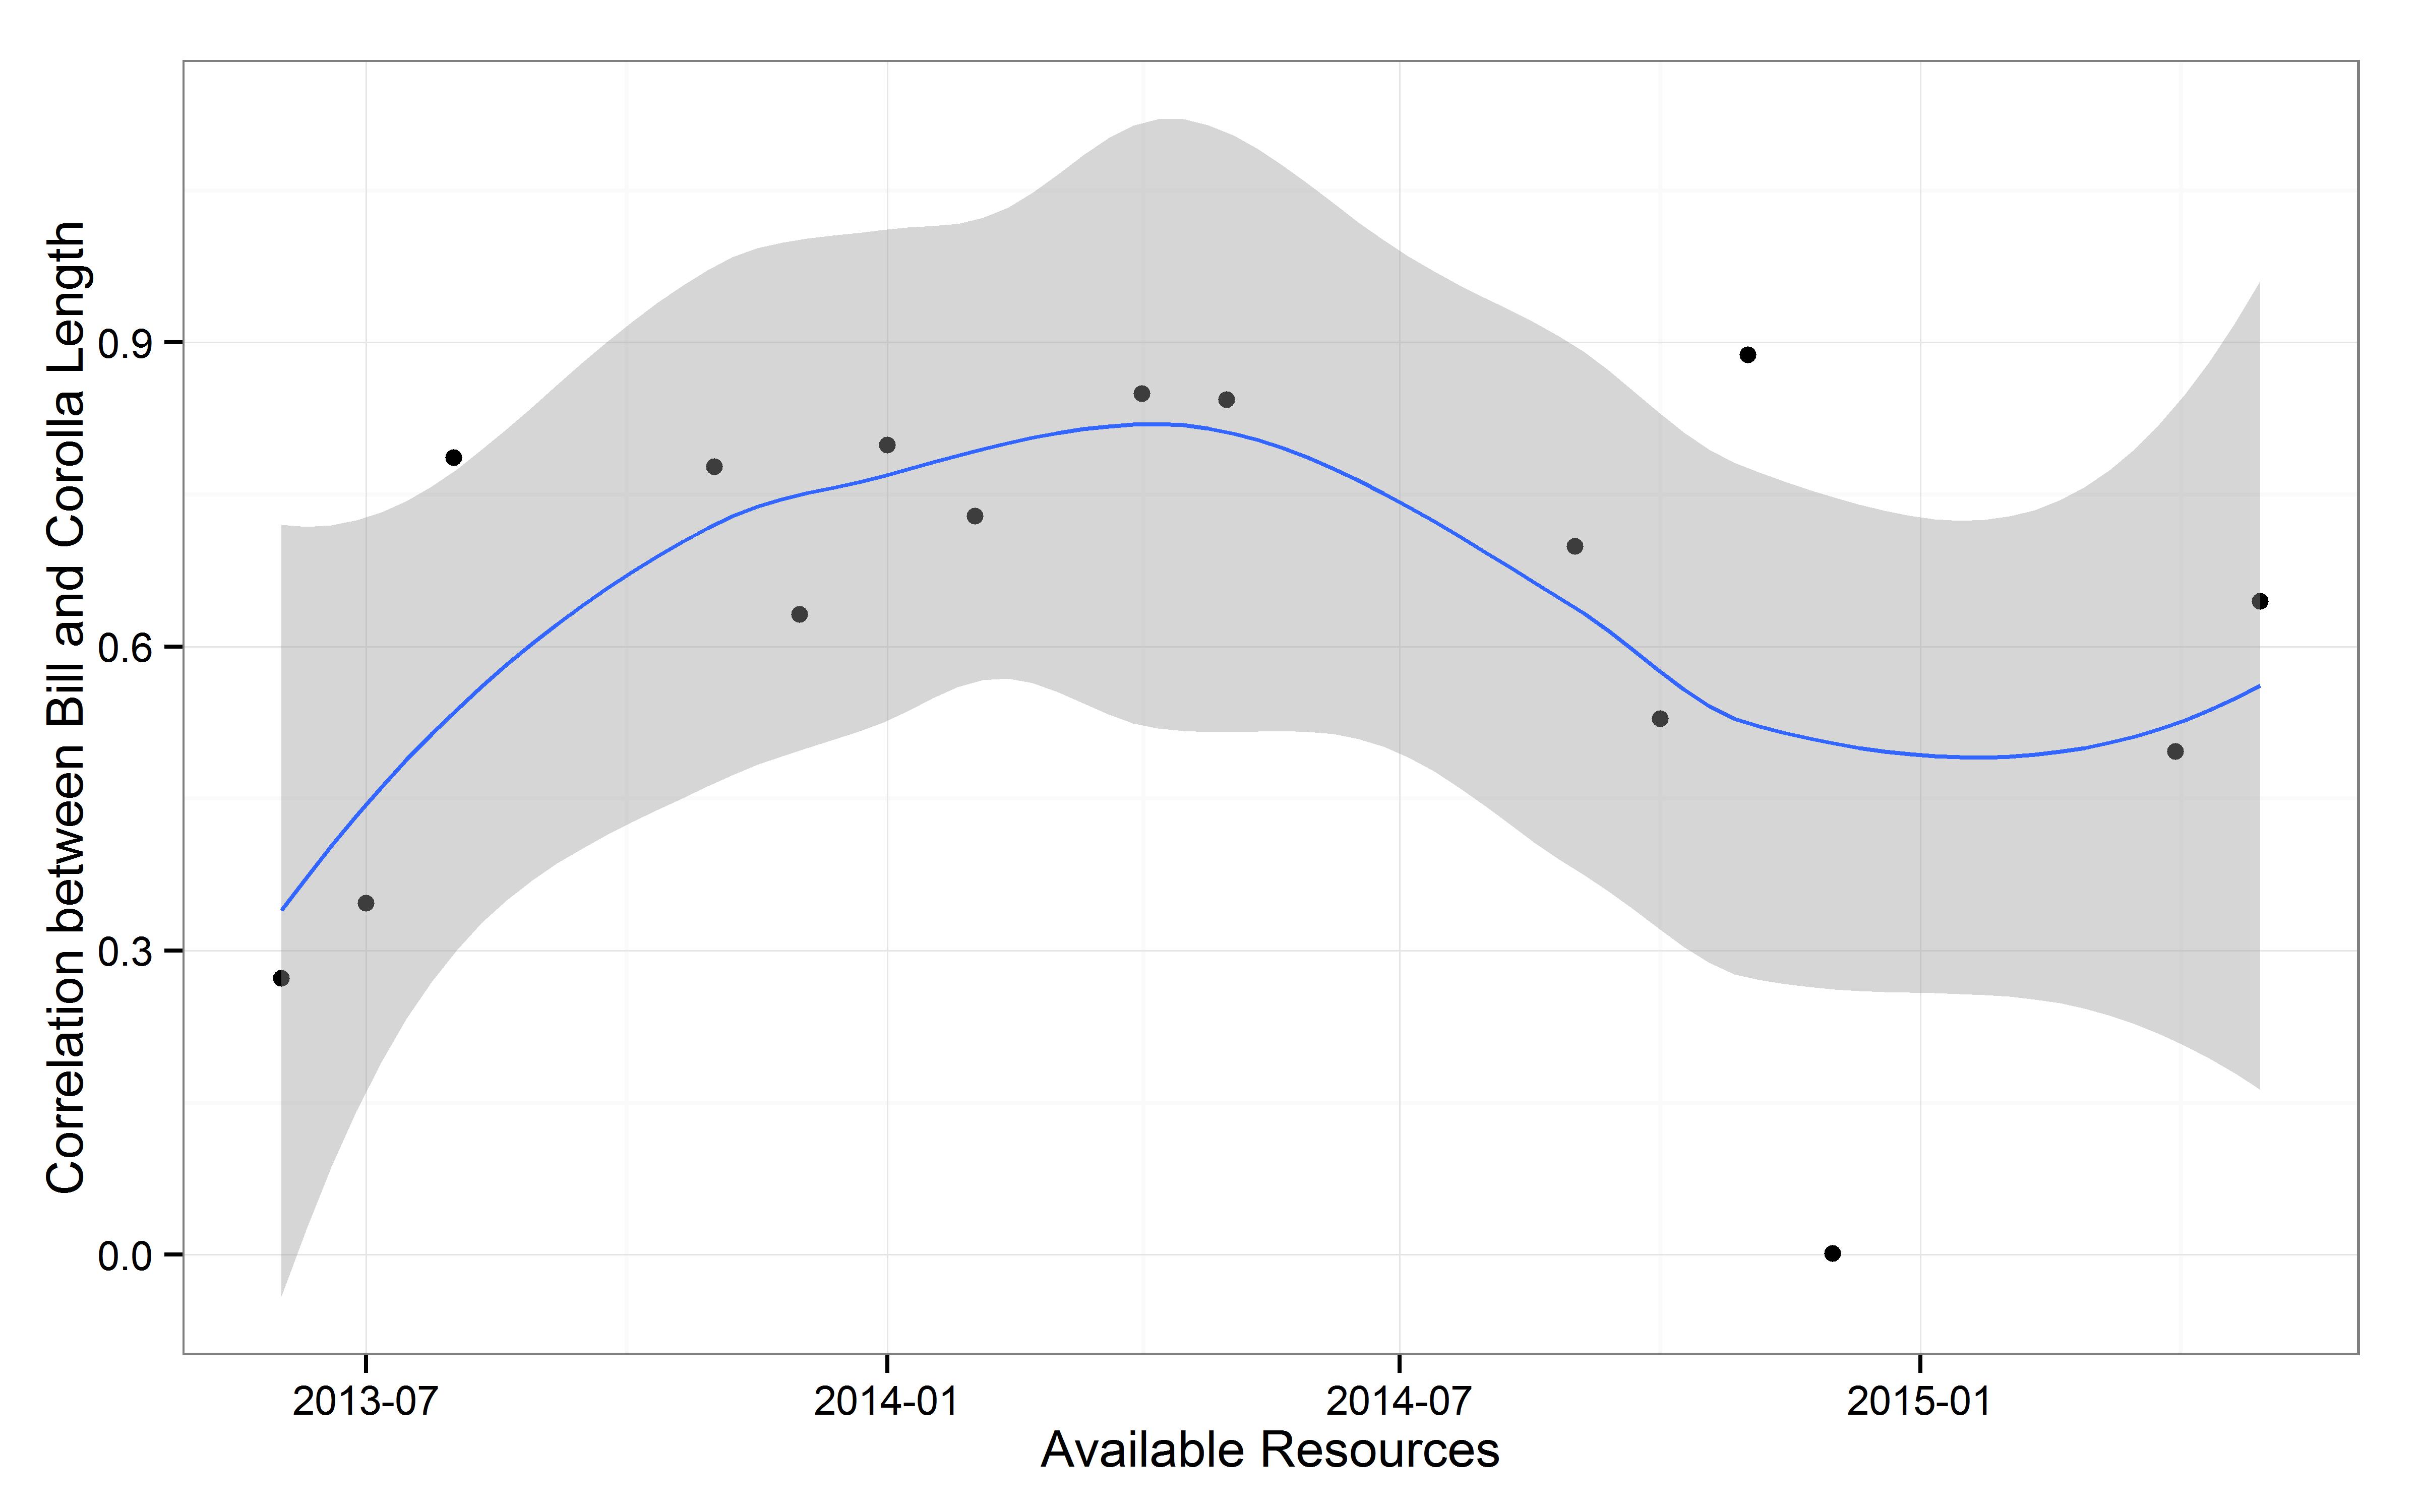 Correlation between Bill and Corolla Length
0.9
0.6
0.3
0.0
2013-07 2014-01 2014-07 2015-01
Available Resources